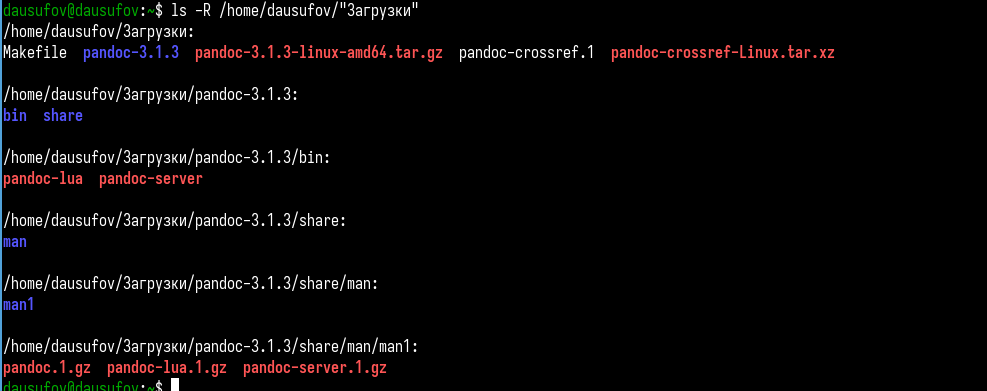 dausufov@dausufov:~$ ls -R /home/dausufov/"Загрузки"
/home/dausufov/Загрузки:
Makefile pandoc-3.1.3 pandoc-3.1.3-linux-amd64.tar.gz pandoc-crossref.1 pandoc-crossref-Linux.tar.xz
/home/dausufov/Загрузки/pandoc-3.1.3:
bin share
/home/dausufov/Загрузки/pandoc-3.1.3/bin:
pandoc-lua pandoc-server
/home/dausufov/Загрузки/pandoc-3.1.3/share:
man
/home/dausufov/Загрузки/pandoc-3.1.3/share/man:
man1
/home/dausufov/Загрузки/pandoc-3.1.3/share/man/man1:
pandoc.1.gz pandoc-lua.1.gz pandoc-server.1.gz
dausufov@dausufov:~$